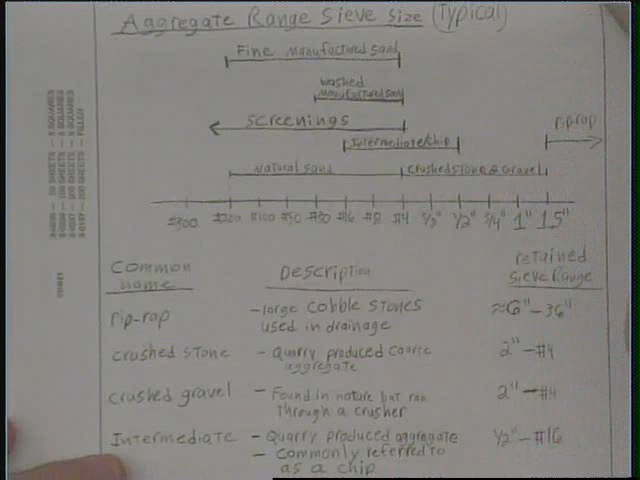 Aggregate Range Sieve Size (Typical)
Fine manufactured sand
washed
manufactured sand
screenings
rip-rap
Intermediate/chip
natural sand
crushed stone & gravel
#200 #100 #50 #30 #16 #8 #4 1/2" 3/4" 1" 1.5"
Common name
Description
retained Sieve Range
rip-rap
- large cobble stones used in drainage
≈6" - 36"
crushed stone
- Quarry produced coarse aggregate
2" - #4
crushed gravel
- Found in nature but ran through a crusher
2" - #4
Intermediate
- Quarry produced aggregate
- Commonly referred to as a chip
1/2" - #16